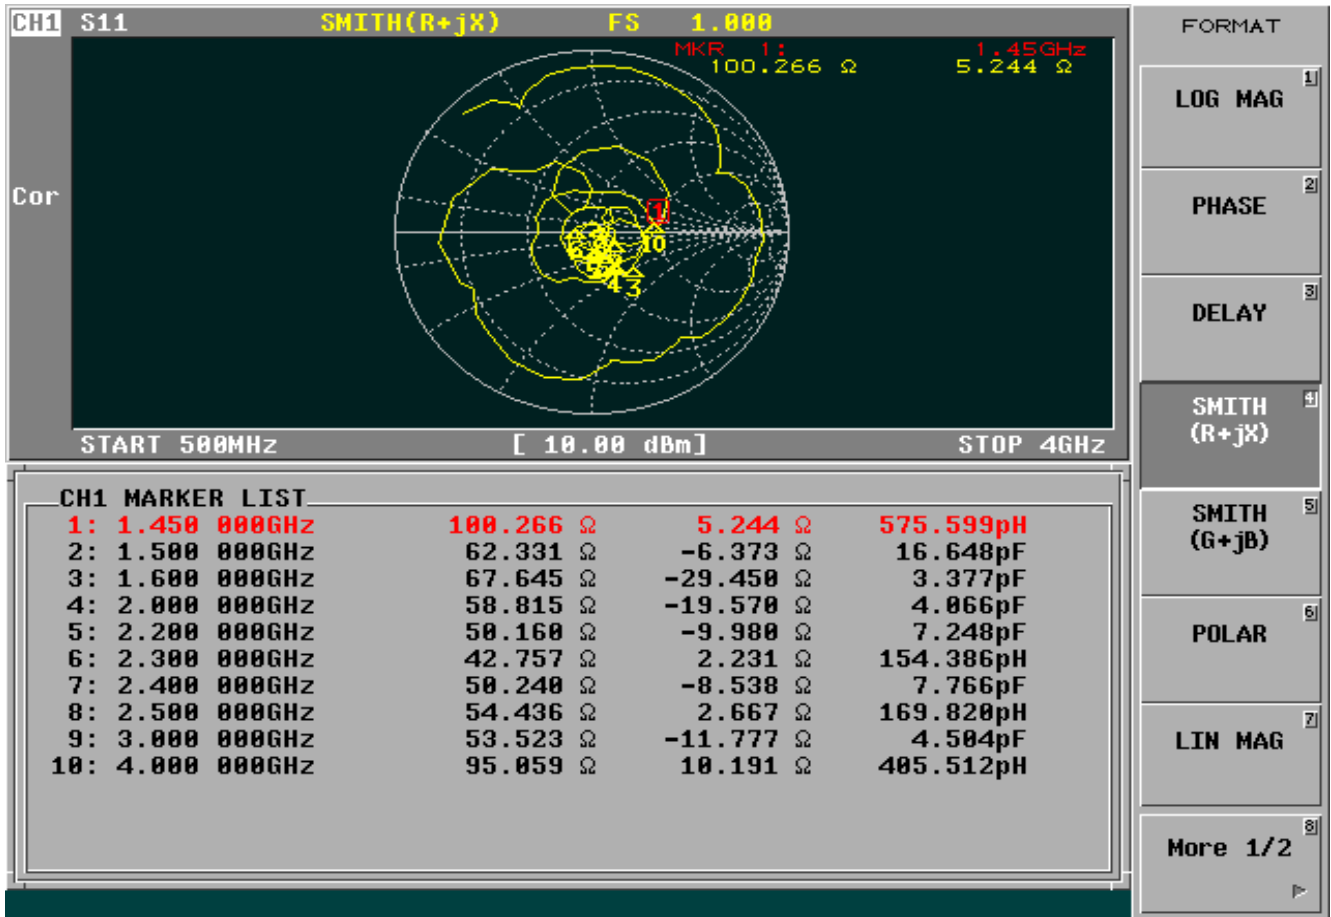 CH1 S11 SMITH(R+jX) FS 1.000
MKR 1: 1.45GHz
100.266 Ω 5.244 Ω
Cor
1
10
4 3
START 500MHz [ 10.00 dBm] STOP 4GHz
CH1 MARKER LIST
1: 1.450 000GHz 100.266 Ω 5.244 Ω 575.599pH
2: 1.500 000GHz 62.331 Ω -6.373 Ω 16.648pF
3: 1.600 000GHz 67.645 Ω -29.450 Ω 3.377pF
4: 2.000 000GHz 58.815 Ω -19.570 Ω 4.066pF
5: 2.200 000GHz 50.160 Ω -9.980 Ω 7.248pF
6: 2.300 000GHz 42.757 Ω 2.231 Ω 154.386pH
7: 2.400 000GHz 50.240 Ω -8.538 Ω 7.766pF
8: 2.500 000GHz 54.436 Ω 2.667 Ω 169.820pH
9: 3.000 000GHz 53.523 Ω -11.777 Ω 4.504pF
10: 4.000 000GHz 95.059 Ω 10.191 Ω 405.512pH
FORMAT
1
LOG MAG
2
PHASE
3
DELAY
4
SMITH
(R+jX)
5
SMITH
(G+jB)
6
POLAR
7
LIN MAG
8
More 1/2